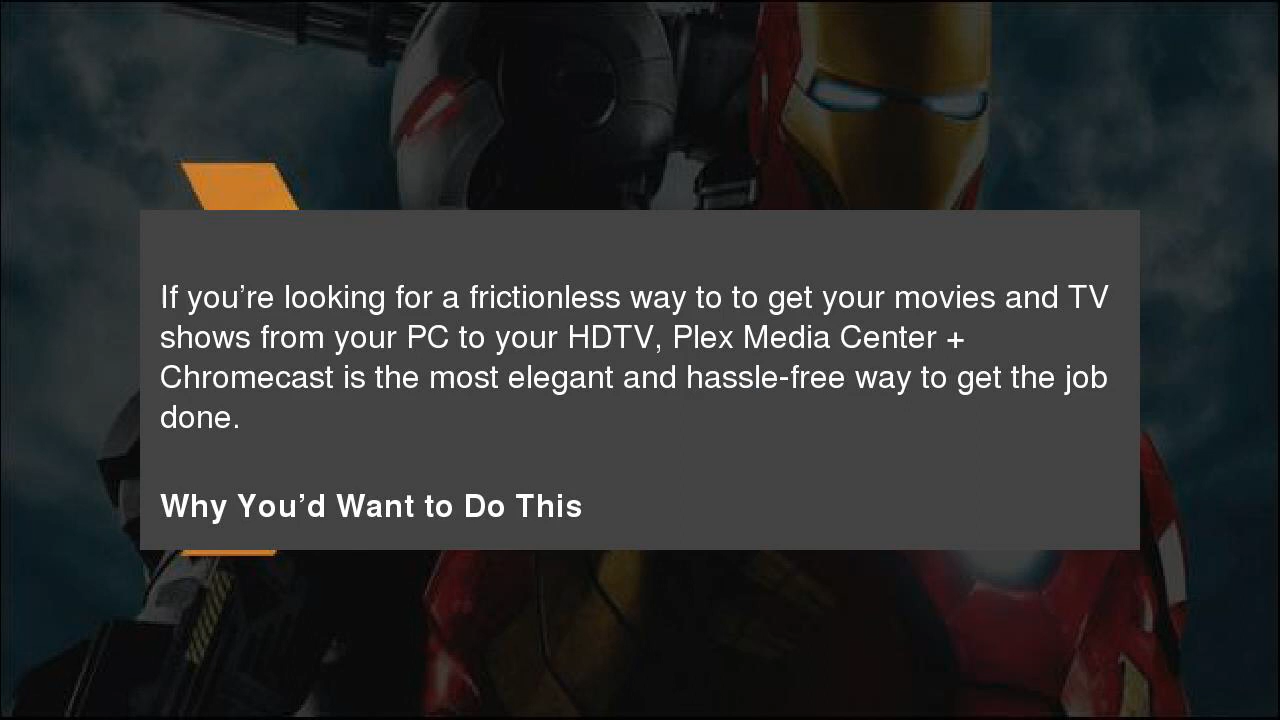 If you’re looking for a frictionless way to to get your movies and TV
shows from your PC to your HDTV, Plex Media Center +
Chromecast is the most elegant and hassle-free way to get the job
done.
Why You’d Want to Do This